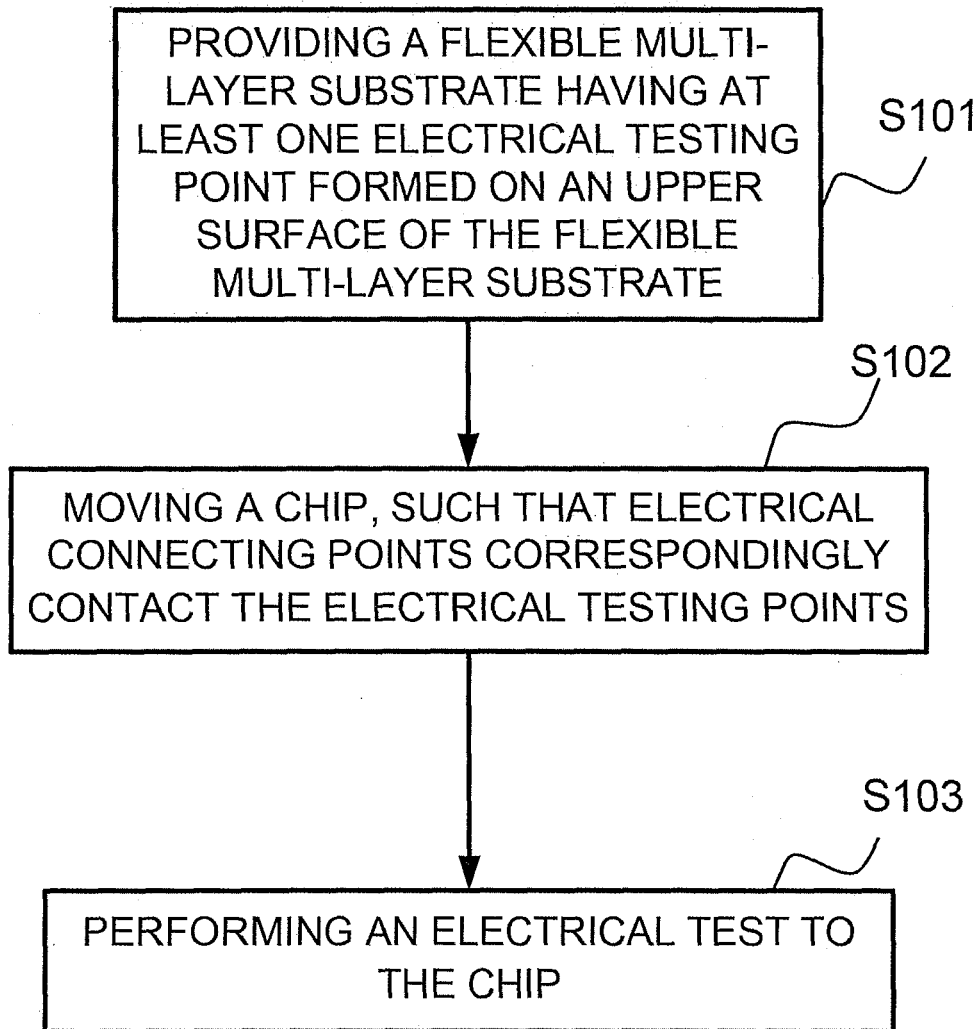 PROVIDING A FLEXIBLE MULTI-
LAYER SUBSTRATE HAVING AT
LEAST ONE ELECTRICAL TESTING
POINT FORMED ON AN UPPER
SURFACE OF THE FLEXIBLE
MULTI-LAYER SUBSTRATE
S101
S102
MOVING A CHIP, SUCH THAT ELECTRICAL
CONNECTING POINTS CORRESPONDINGLY
CONTACT THE ELECTRICAL TESTING POINTS
S103
PERFORMING AN ELECTRICAL TEST TO
THE CHIP